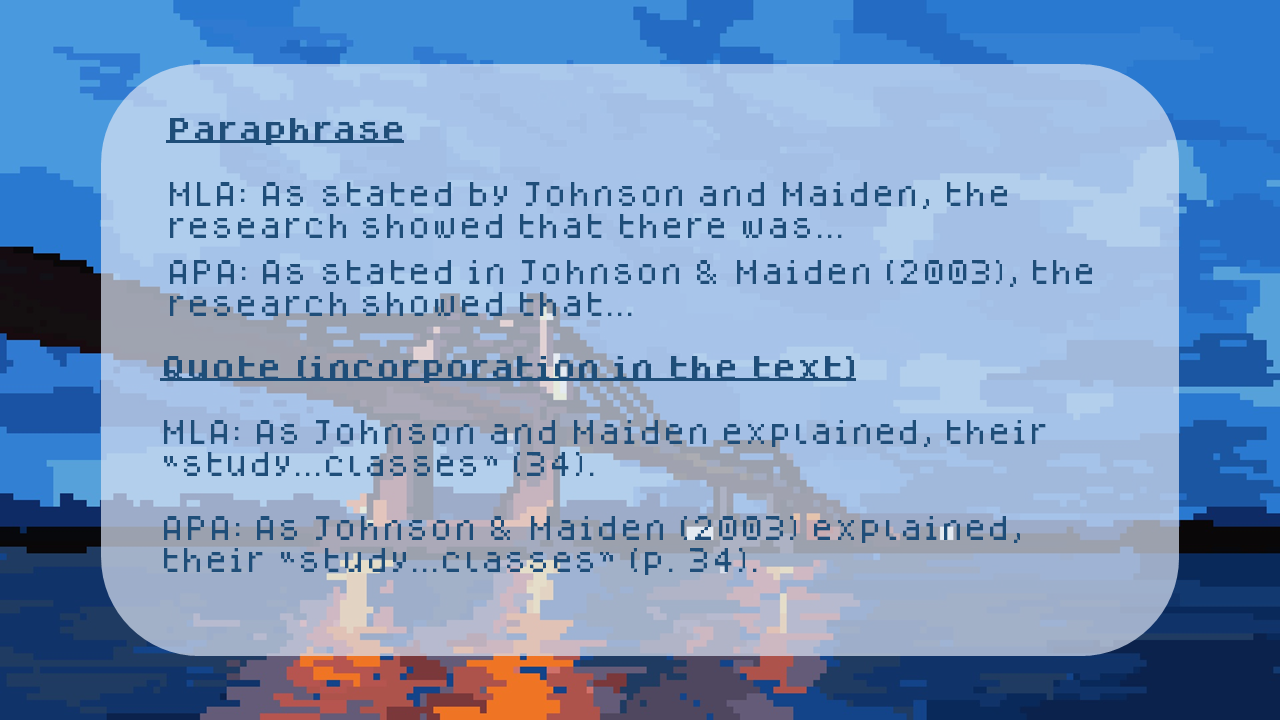 Paraphrase
MLA: As stated by Johnson and Maiden, the
research showed that there was...
APA: As stated in Johnson & Maiden (2003), the
research showed that...
Quote (incorporation in the text)
MLA: As Johnson and Maiden explained, their
"study...classes" (34).
APA: As Johnson & Maiden (2003) explained,
their "study...classes" (p. 34).